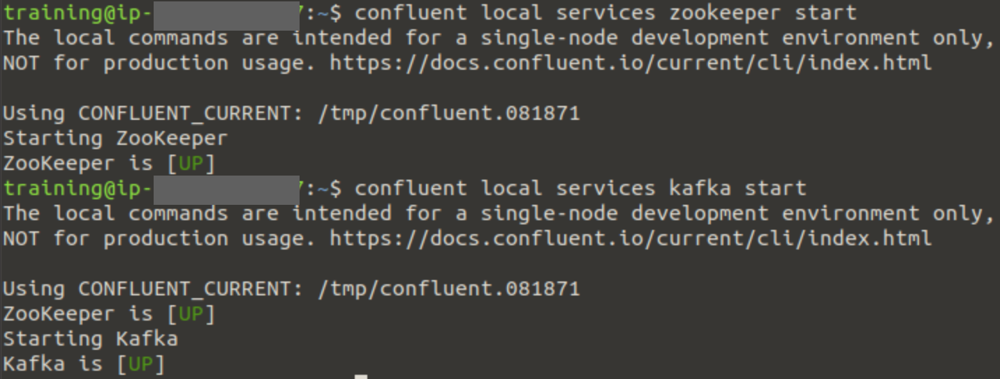 training@ip- :~$ confluent local services zookeeper start
The local commands are intended for a single-node development environment only,
NOT for production usage. https://docs.confluent.io/current/cli/index.html
Using CONFLUENT_CURRENT: /tmp/confluent.081871
Starting ZooKeeper
ZooKeeper is [UP]
training@ip- :~$ confluent local services kafka start
The local commands are intended for a single-node development environment only,
NOT for production usage. https://docs.confluent.io/current/cli/index.html
Using CONFLUENT_CURRENT: /tmp/confluent.081871
ZooKeeper is [UP]
Starting Kafka
Kafka is [UP]